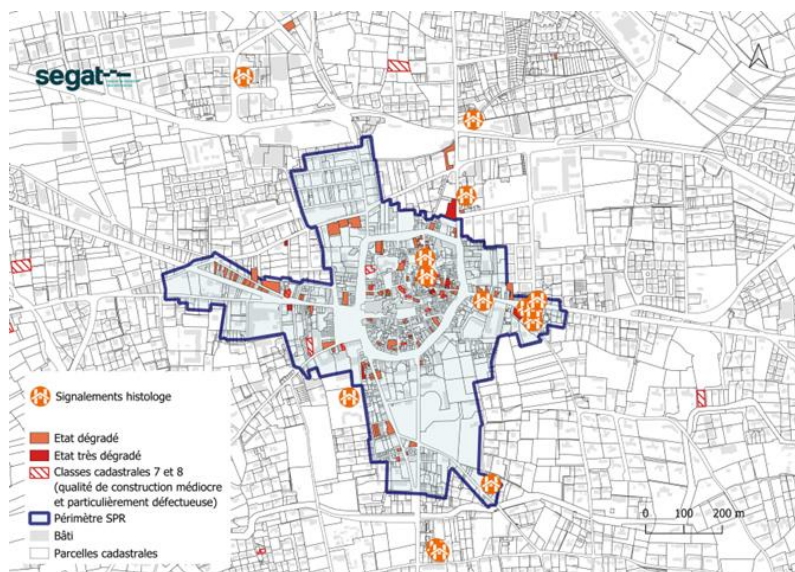 segat
Signalements histologe
Etat dégradé
Etat très dégradé
Classes cadastrales 7 et 8
(qualité de construction médiocre
et particulièrement défectueuse)
Périmètre SPR
Bâti
Parcelles cadastrales
0 100 200 m